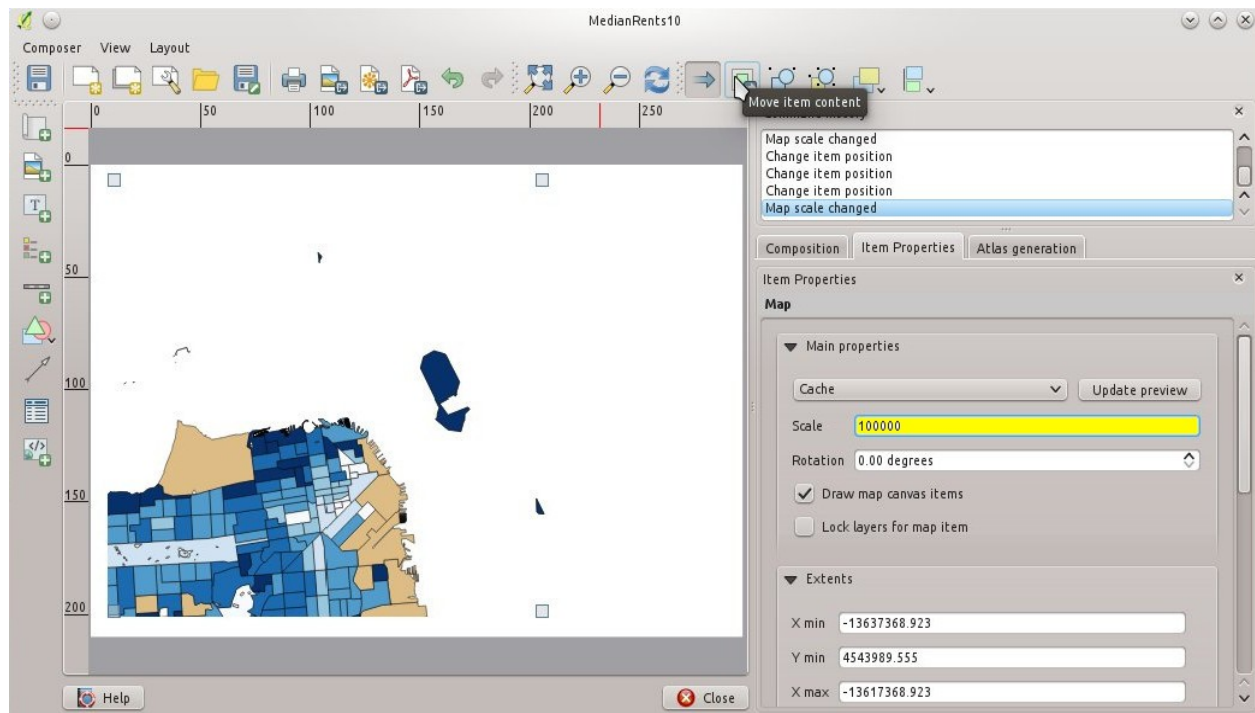 MedianRents10
Composer View Layout
Move item content
0 50 100 150 200 250
0
50
100
150
200
Map scale changed
Change item position
Change item position
Change item position
Map scale changed
Composition Item Properties Atlas generation
Item Properties
Map
Main properties
Cache Update preview
Scale 100000
Rotation 0.00 degrees
Draw map canvas items
Lock layers for map item
Extents
X min -13637368.923
Y min 4543989.555
X max -13617368.923
Help Close